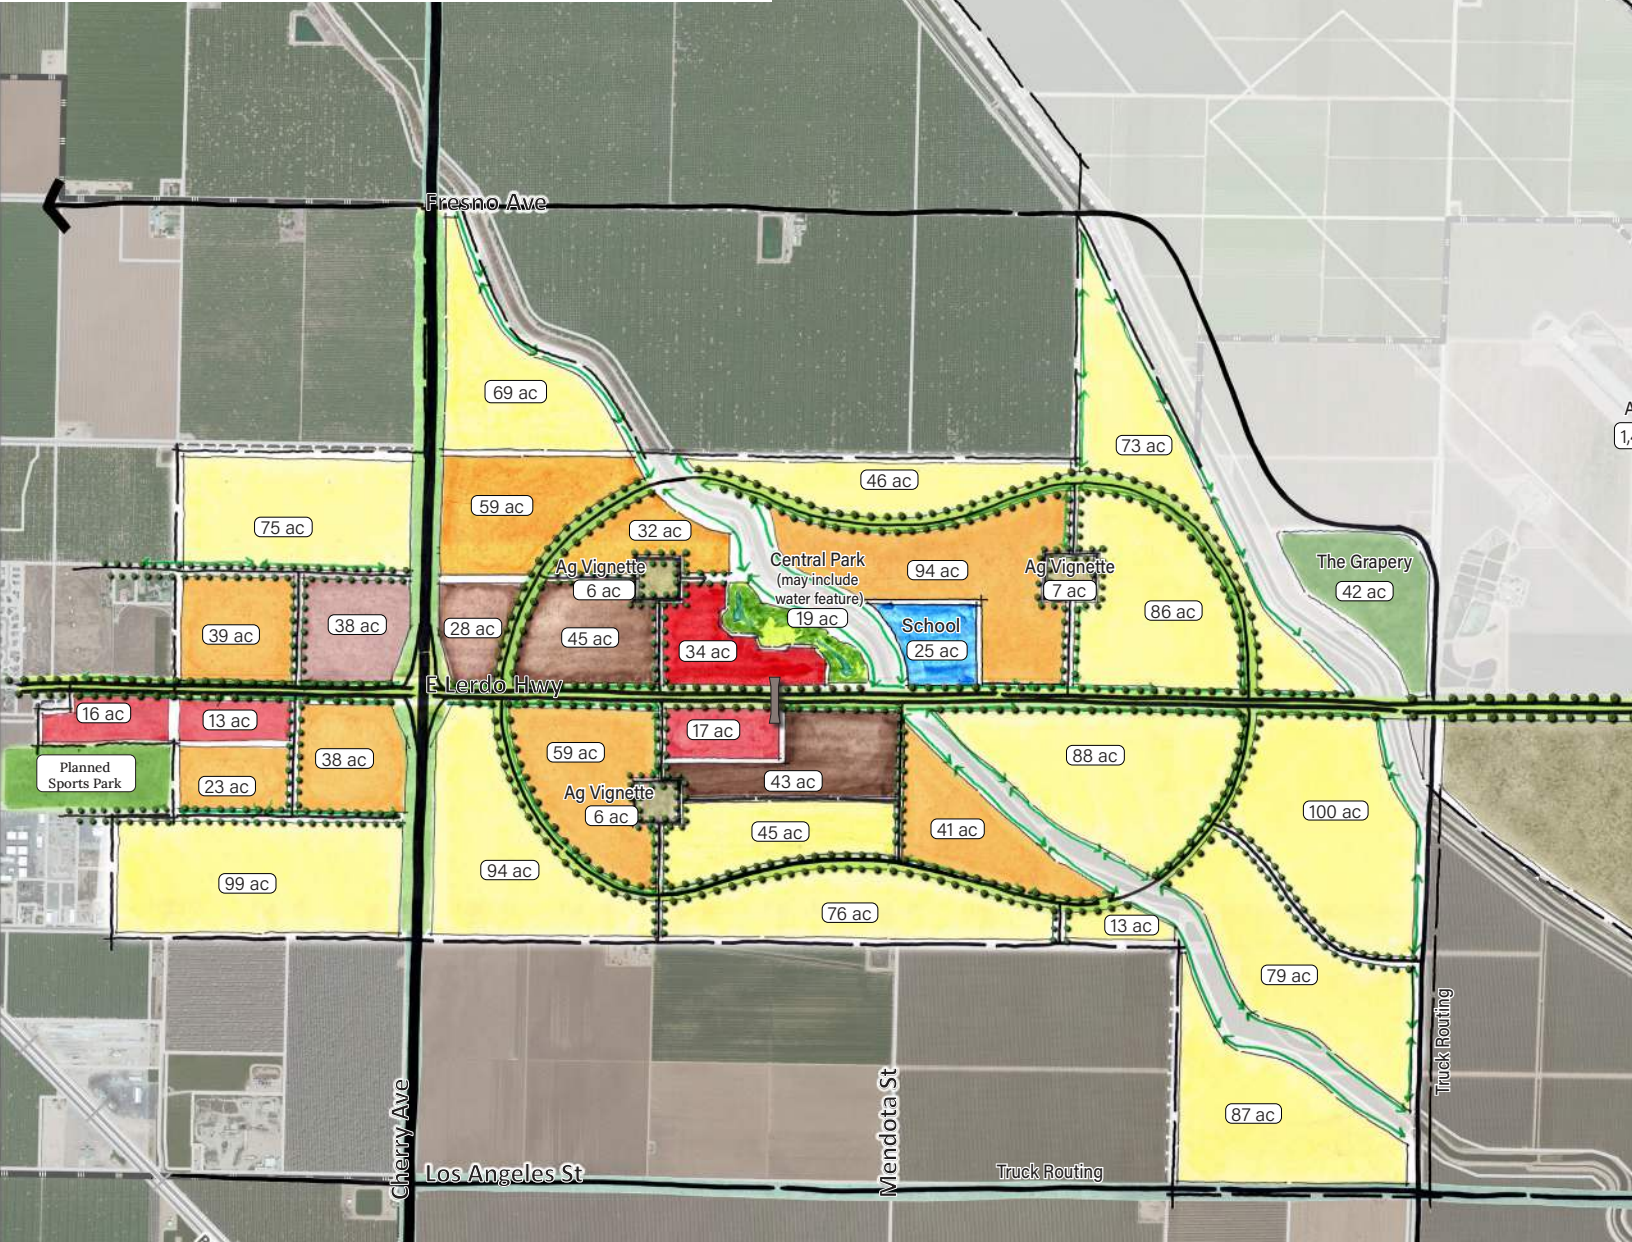 Fresno Ave
69 ac
73 ac
46 ac
59 ac
75 ac
32 ac
Ag Vignette
6 ac
Central Park
(may include
water feature)
19 ac
94 ac
Ag Vignette
7 ac
86 ac
The Grapery
42 ac
39 ac
38 ac
28 ac
45 ac
34 ac
School
25 ac
E Lerdo Hwy
16 ac
13 ac
17 ac
59 ac
38 ac
88 ac
Planned
Sports Park
23 ac
43 ac
Ag Vignette
6 ac
100 ac
45 ac
41 ac
99 ac
94 ac
76 ac
13 ac
79 ac
Truck Routing
87 ac
Cherry Ave
Los Angeles St
Mendota St
Truck Routing